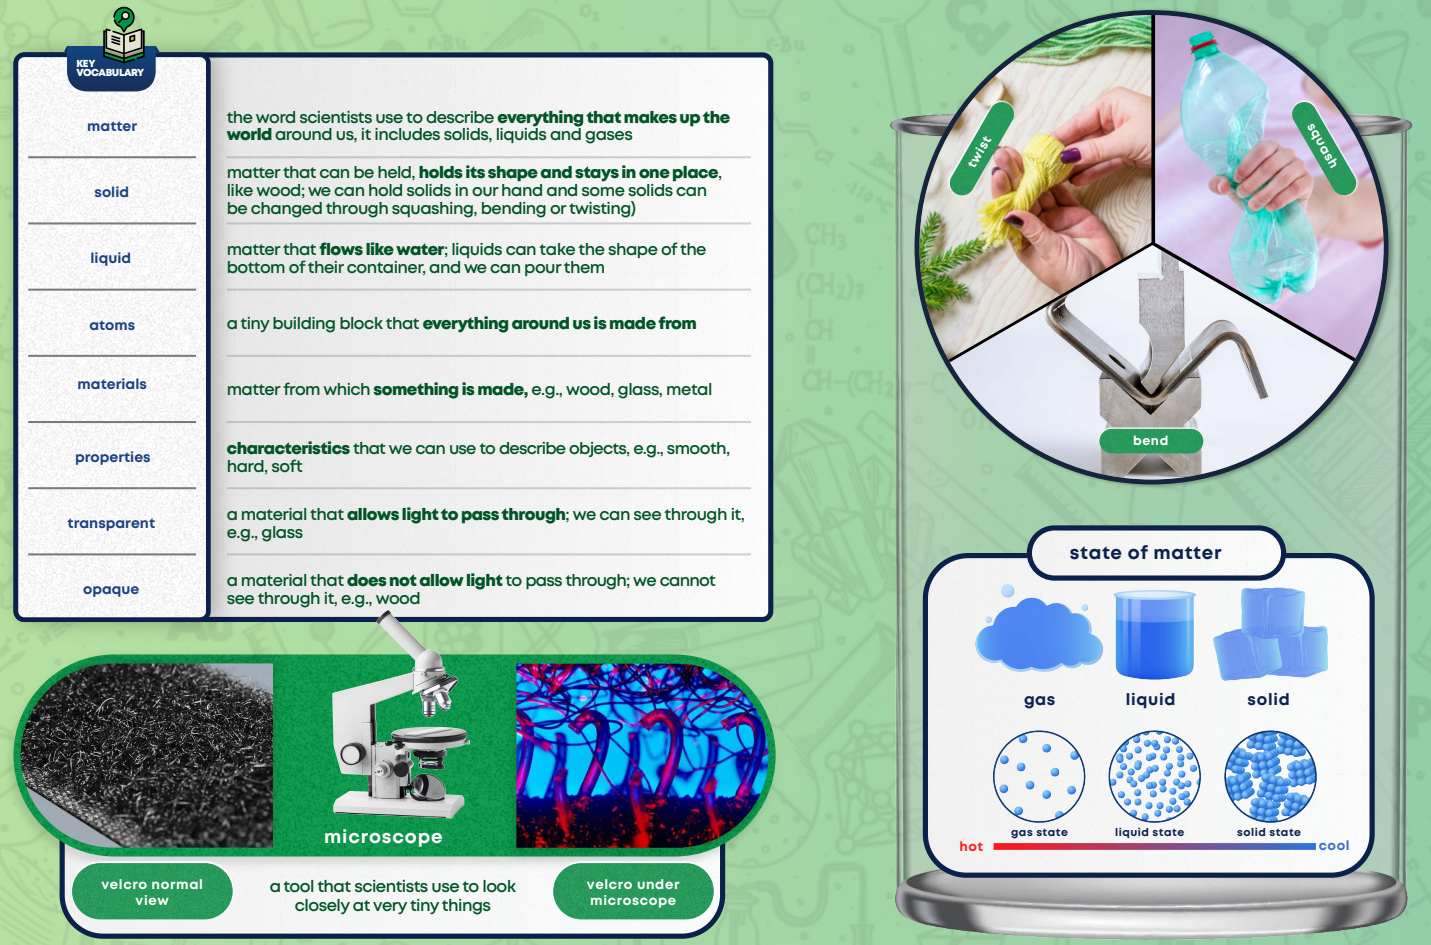 KEY
VOCABULARY
matter
the word scientists use to describe everything that makes up the
world around us, it includes solids, liquids and gases
solid
matter that can be held, holds its shape and stays in one place,
like wood; we can hold solids in our hand and some solids can
be changed through squashing, bending or twisting)
liquid
matter that flows like water; liquids can take the shape of the
bottom of their container, and we can pour them
atoms
a tiny building block that everything around us is made from
materials
matter from which something is made, e.g., wood, glass, metal
properties
characteristics that we can use to describe objects, e.g., smooth,
hard, soft
transparent
a material that allows light to pass through; we can see through it,
e.g., glass
opaque
a material that does not allow light to pass through; we cannot
see through it, e.g., wood
microscope
velcro normal
view
a tool that scientists use to look
closely at very tiny things
velcro under
microscope
twist
squash
bend
state of matter
gas
liquid
solid
gas state
liquid state
solid state
hot
cool